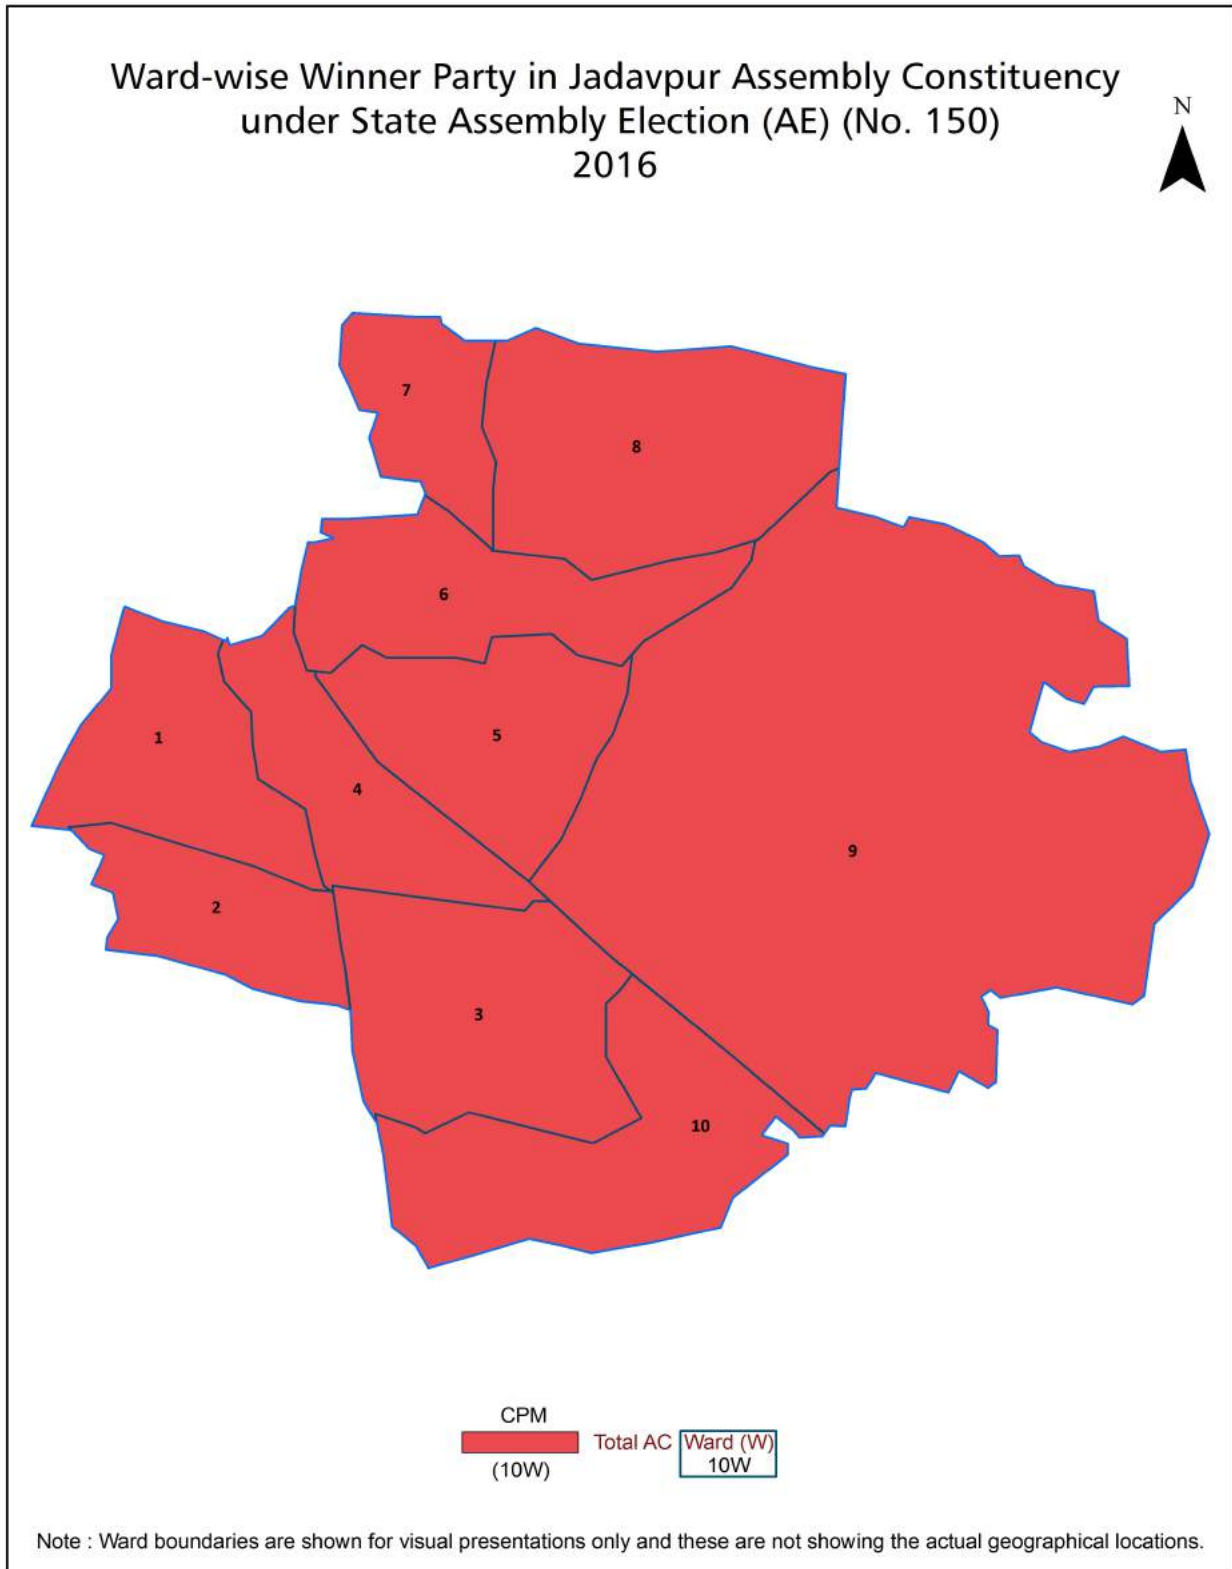 Ward-wise Winner Party in Jadavpur Assembly Constituency
under State Assembly Election (AE) (No. 150)
2016
N
7
8
6
1
5
4
9
2
3
10
CPM
Total AC
Ward (W)
(10W)
10W
Note : Ward boundaries are shown for visual presentations only and these are not showing the actual geographical locations.